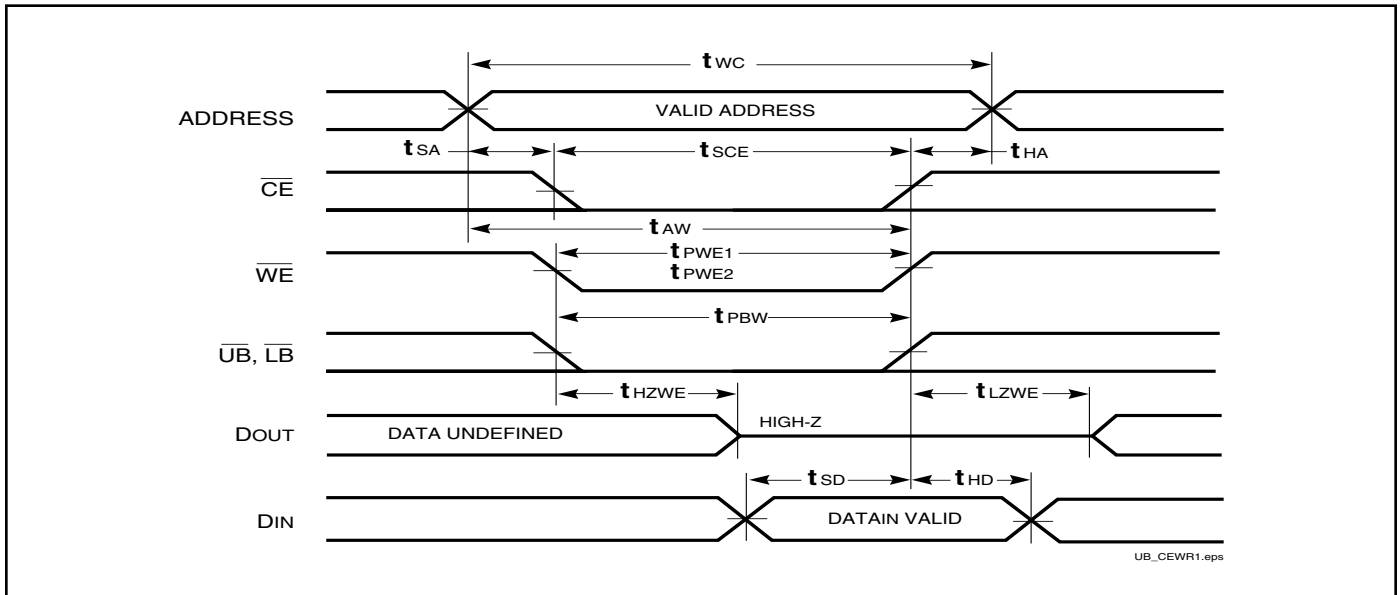 tWC
ADDRESS
VALID ADDRESS
tSA
tSCE
tHA
CE
tAW
tPWE1
WE
tPWE2
tPBW
UB, LB
tHZWE
tLZWE
DOUT
DATA UNDEFINED
HIGH-Z
tSD
tHD
DIN
DATAIN VALID
UB_CEWR1.eps